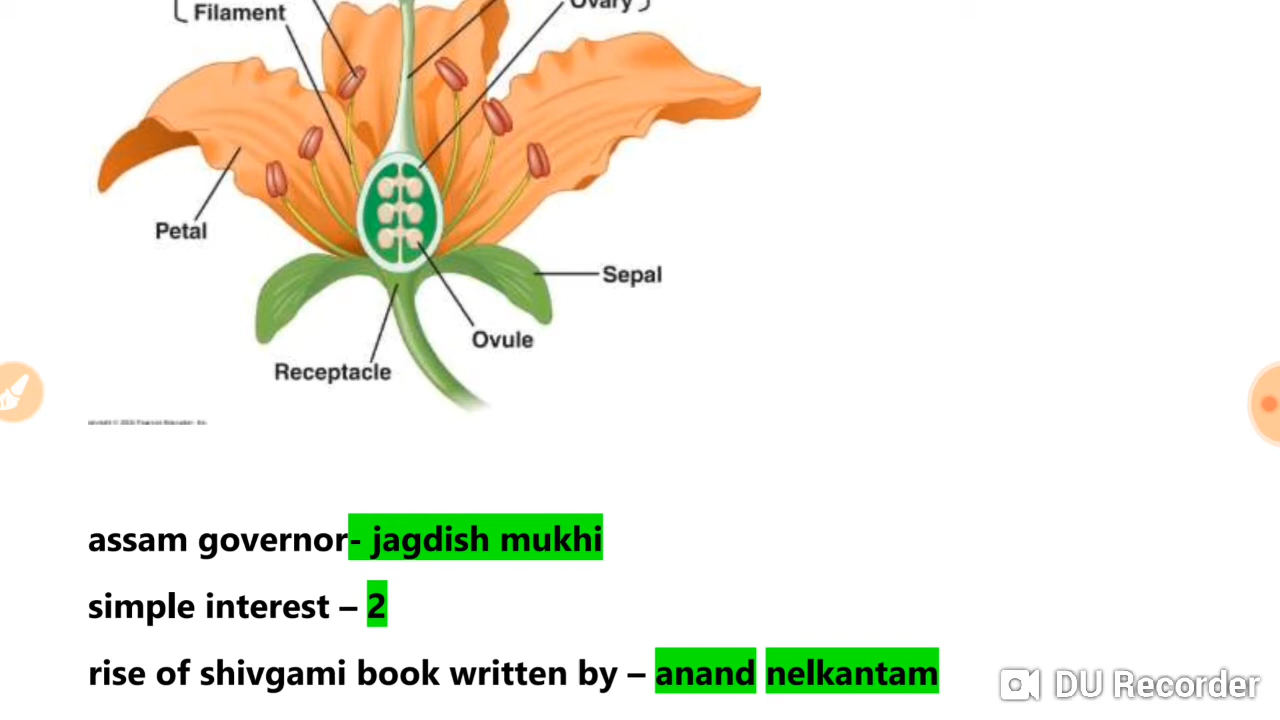 Filament
Ovary
Petal
Sepal
Ovule
Receptacle
assam governor- jagdish mukhi
simple interest – 2
rise of shivgami book written by – anand nelkantam
DU Recorder